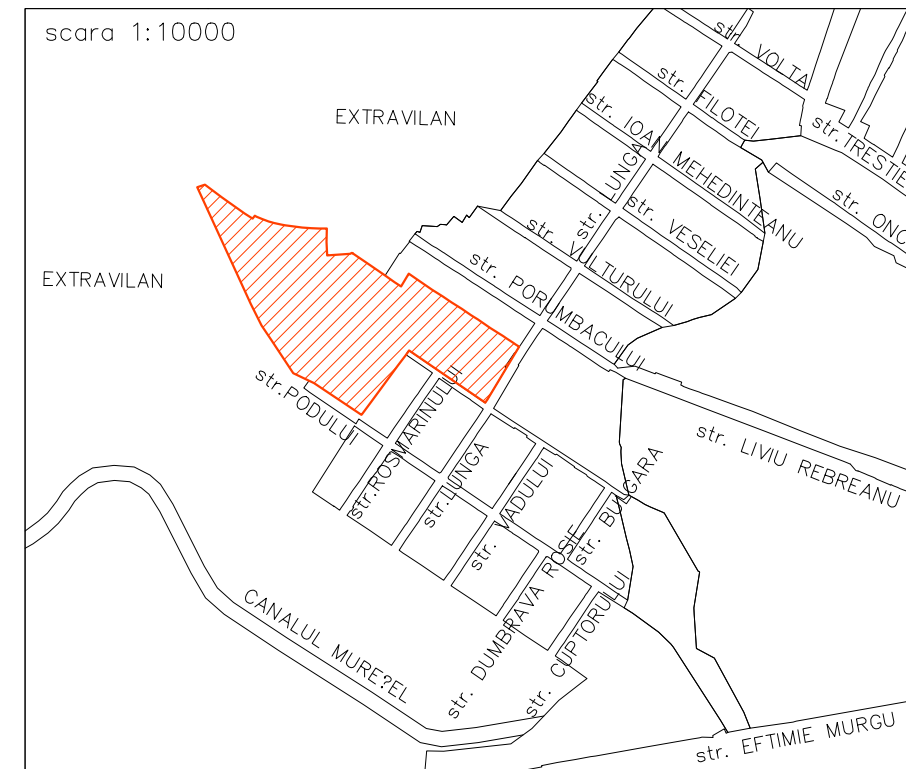 scara 1:10000
str. VOLTA
str. FILOTEI
EXTRAVILAN
str. IOAN MEHEDINTEANU
str.TRESTIE
str. LUNGA
str. ONC
str. VESELIEI
str. VULTURULUI
EXTRAVILAN
str. PORUMBACULUI
str.PODULUI
str.ROSMARINULUI
str. LIVIU REBREANU
str.LUNGA
str. VADULUI
str. BULGARA
str. DUMBRAVA ROSIE
str. CUPTORULUI
CANALUL MURE?EL
str. EFTIMIE MURGU